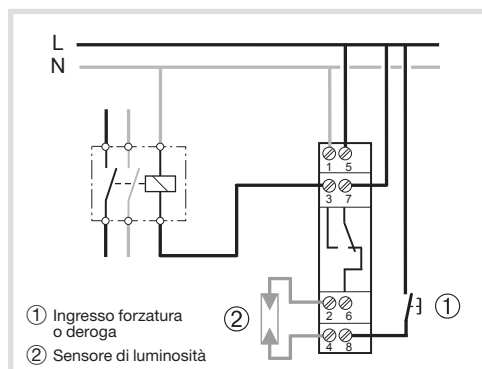 L
N
1 5
3 7
2 6
4 8
②
①
① Ingresso forzatura
o deroga
② Sensore di luminosità